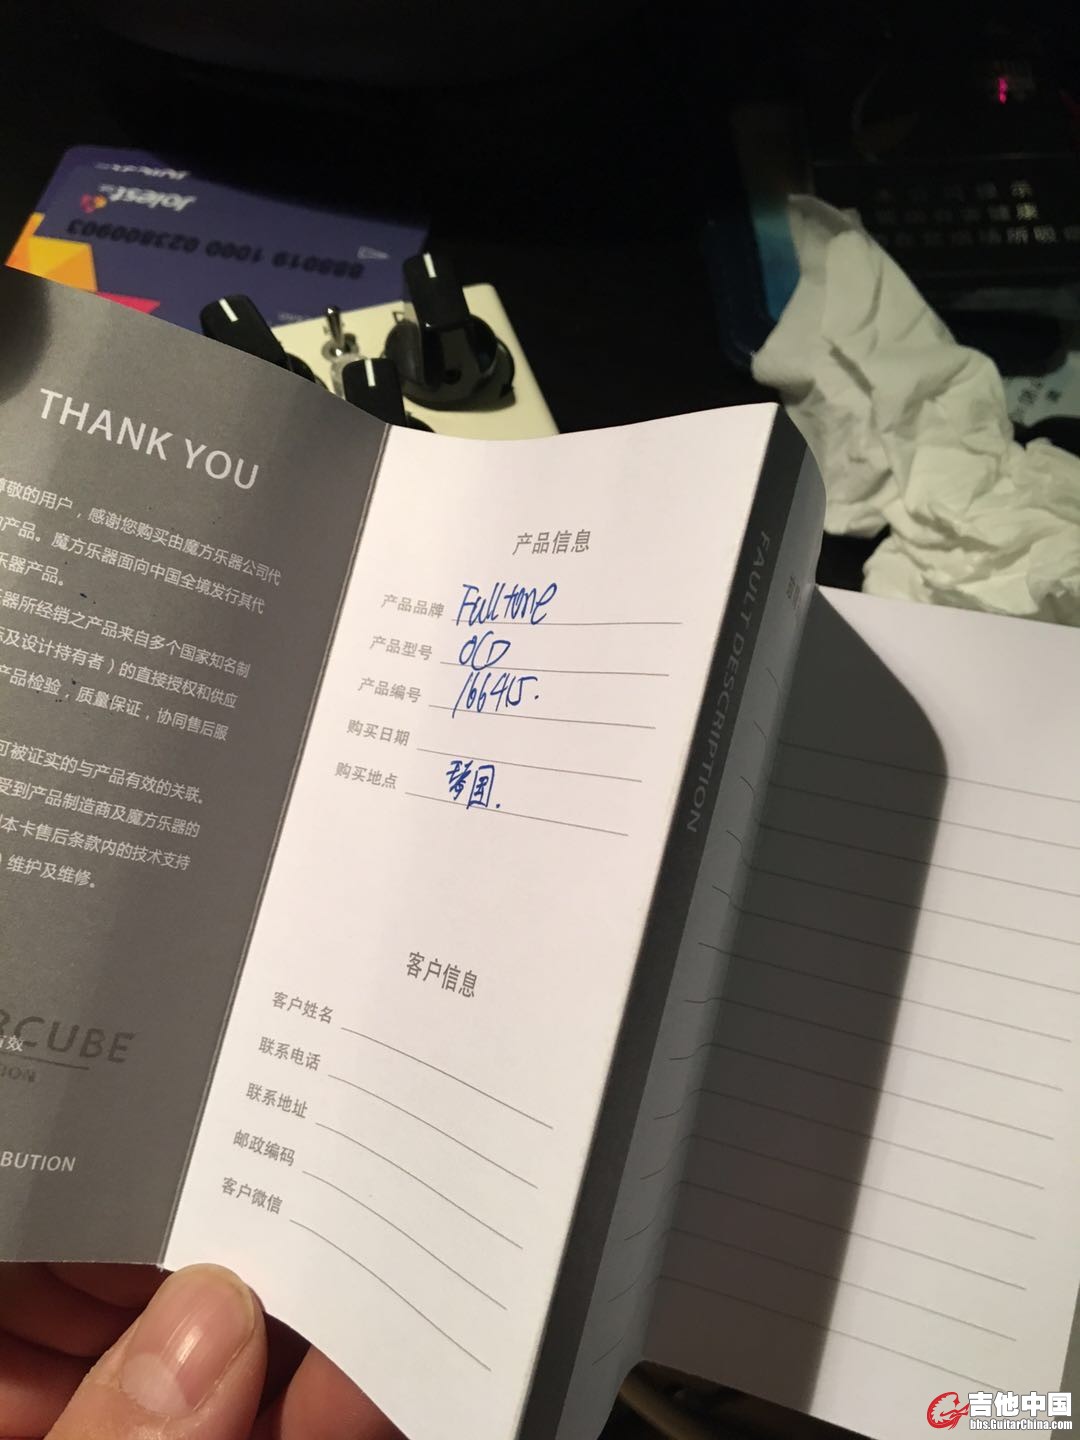 Jolest
888019 1000 023800903
THANK YOU
尊敬的用户，感谢您购买由魔方乐器公司代
产品。魔方乐器面向中国全境发行其代
乐器产品。
乐器所经销之产品来自多个国家知名制
及设计持有者）的直接授权和供应
产品检验，质量保证，协同售后服
可被证实的与产品有效的关联。
受到产品制造商及魔方乐器的
本卡售后条款内的技术支持
）维护及维修。
CUBE
BUTION
产品信息
产品品牌 Fulltone
产品型号 OCD
产品编号 166415.
购买日期
购买地点 琴国.
客户信息
客户姓名
联系电话
联系地址
邮政编码
客户微信
FAULT DESCRIPTION
吉他中国
bbs.GuitarChina.com